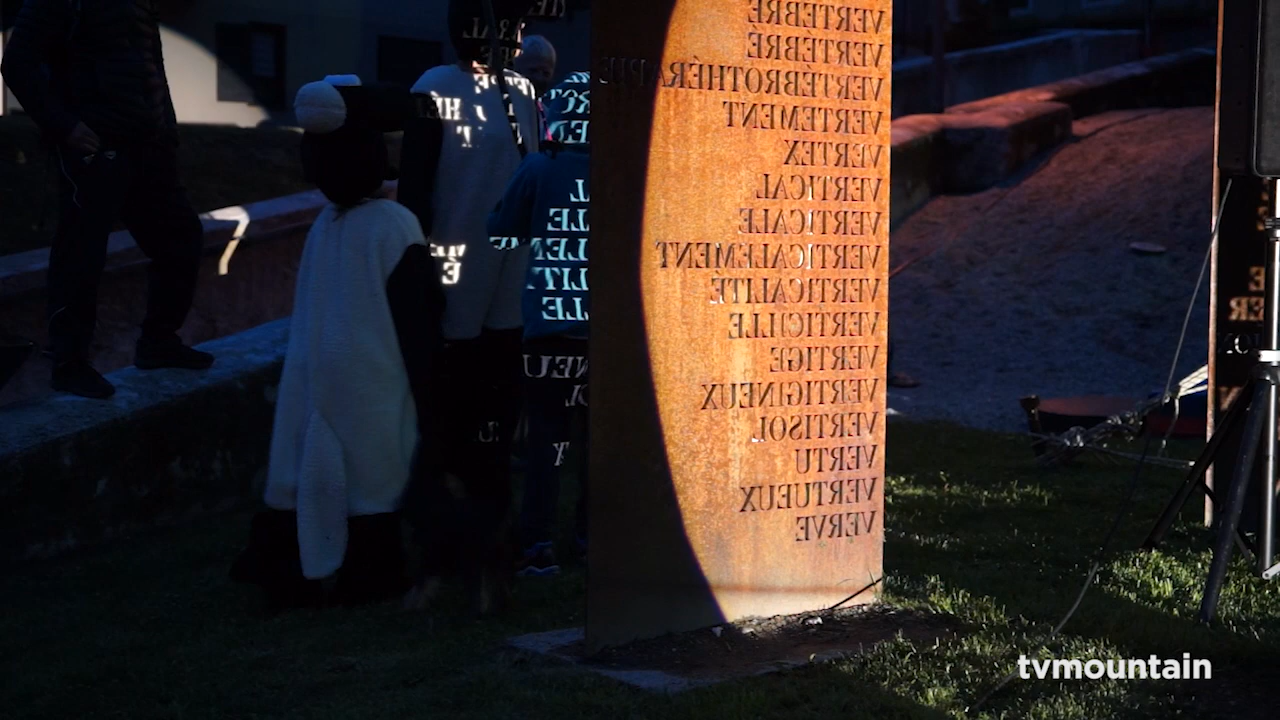 VERTÈBRE
VERTÉBRÉ
VERTÉBROTHÉRAPIE
VERTEMENT
VERTEX
VERTICAL
VERTICALE
VERTICALEMENT
VERTICALITÉ
VERTICILLE
VERTIGE
VERTIGINEUX
VERTISOL
VERTU
VERTUEUX
VERVE
tvmountain